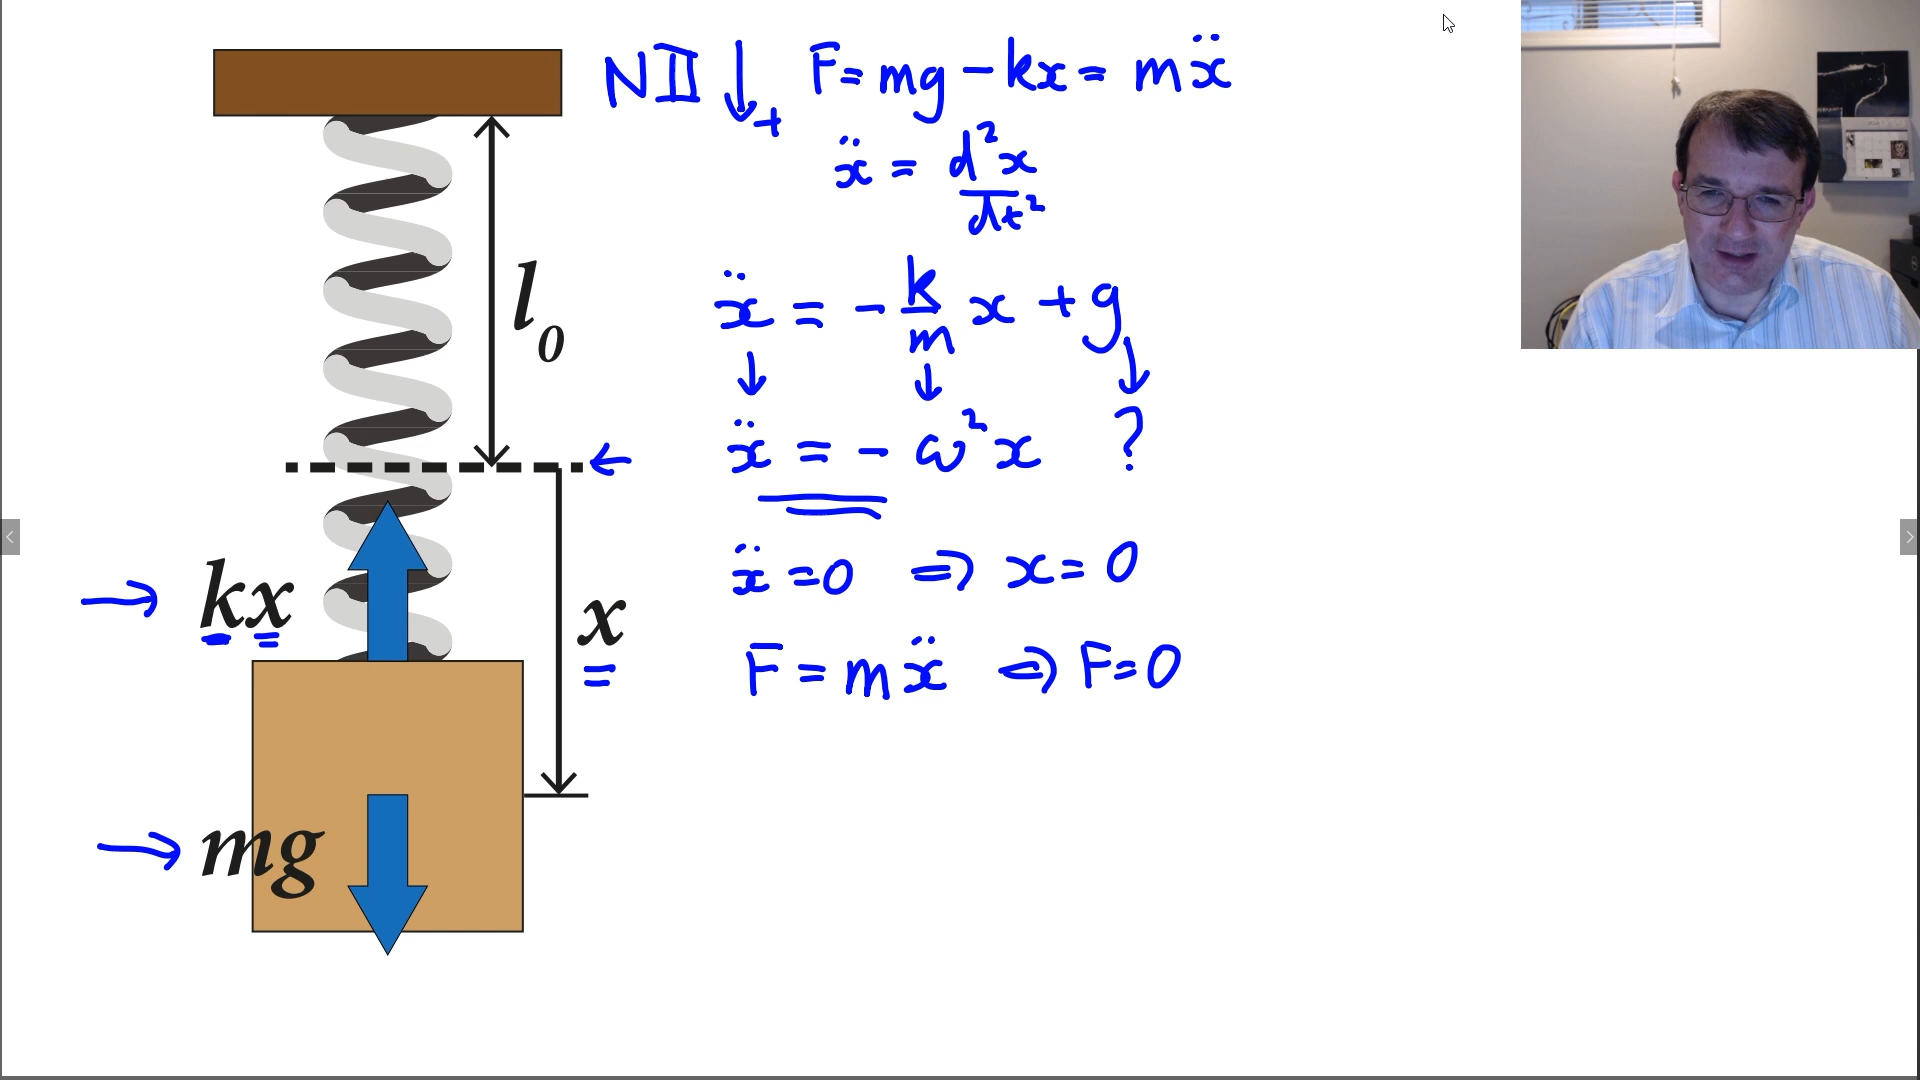 NII ↓+ F = mg − kx = mẍ
ẍ = d²x/dt²
l₀
ẍ = − k/m x + g
↓ ↓ ↓
ẍ = − ω²x ?
→ kx
x
ẍ = 0 ⇒ x = 0
F = mẍ ⇔ F = 0
→ mg